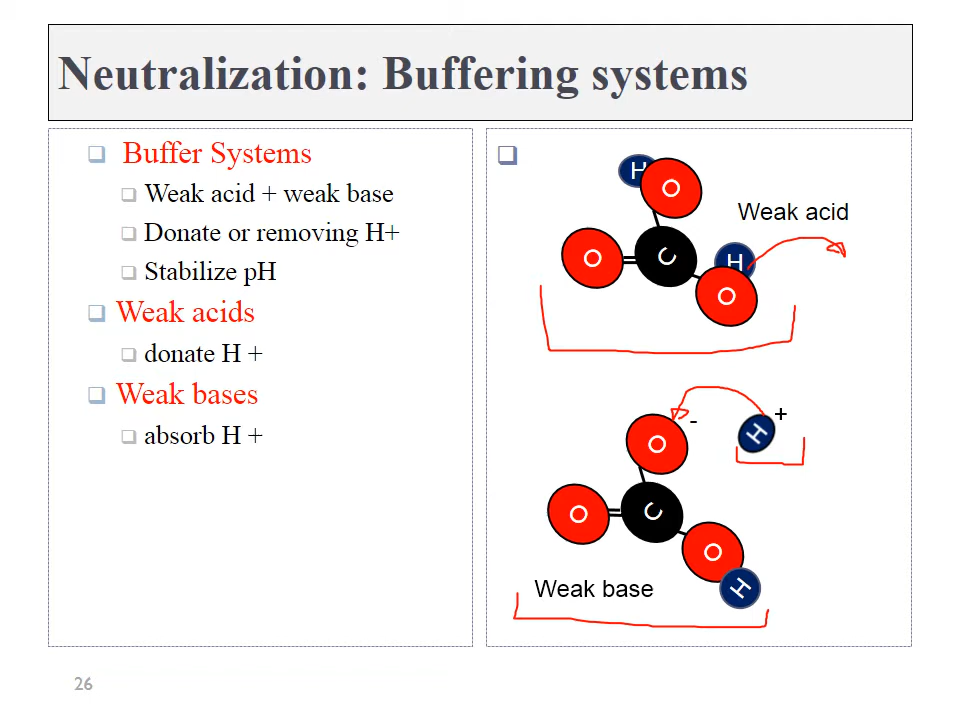 Neutralization: Buffering systems
Buffer Systems
Weak acid + weak base
Donate or removing H+
Stabilize pH
Weak acids
donate H +
Weak bases
absorb H +
H
O
Weak acid
O
C
H
O
O
-
H
+
O
C
O
Weak base
H
26